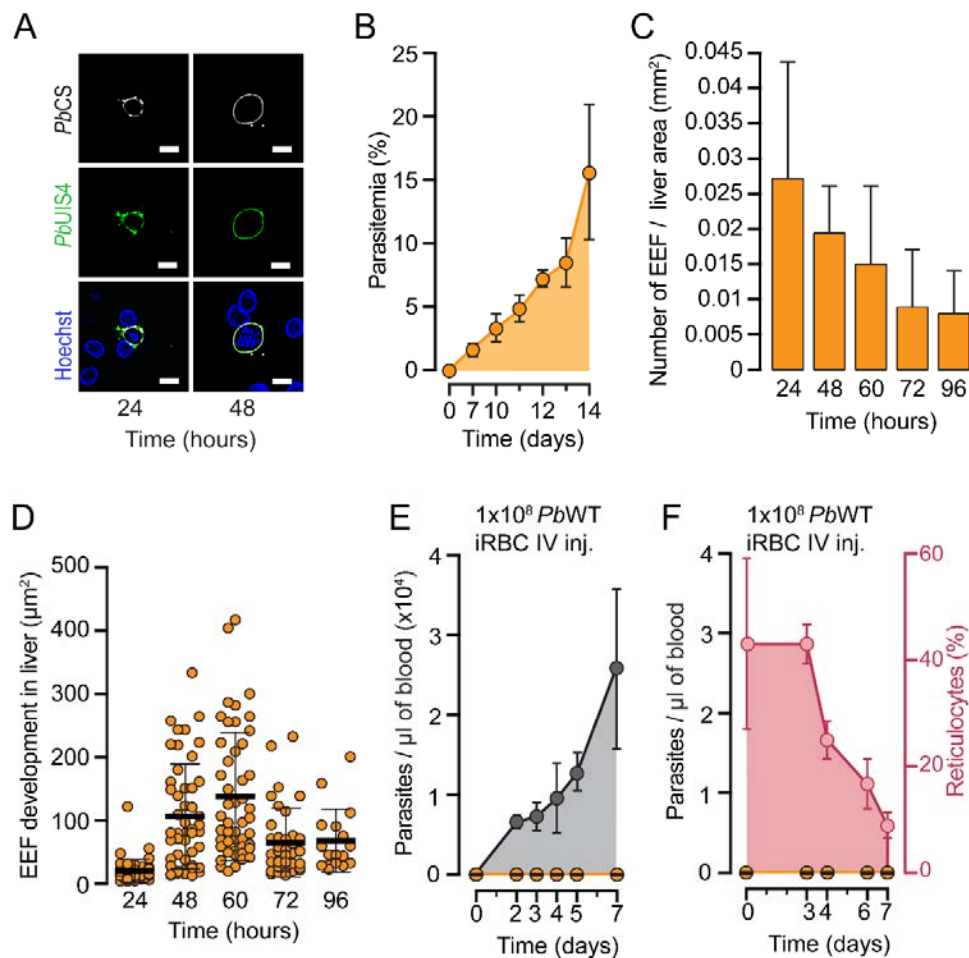 A
PbCS
PbUIS4
Hoechst
24 48
Time (hours)
B
Parasitemia (%)
25
20
15
10
5
0
0 7 10 12 14
Time (days)
C
Number of EEF / liver area (mm²)
0.045
0.04
0.035
0.03
0.025
0.02
0.015
0.01
0.005
0
24 48 60 72 96
Time (hours)
D
EEF development in liver (µm²)
500
400
300
200
100
0
24 48 60 72 96
Time (hours)
E
1x10⁸ PbWT
iRBC IV inj.
Parasites / µl of blood (x10⁴)
4
3
2
1
0
0 2 3 4 5 7
Time (days)
F
1x10⁸ PbWT
iRBC IV inj.
Parasites / µl of blood
4
3
2
1
0
60
40
20
0
Reticulocytes (%)
0 3 4 6 7
Time (days)